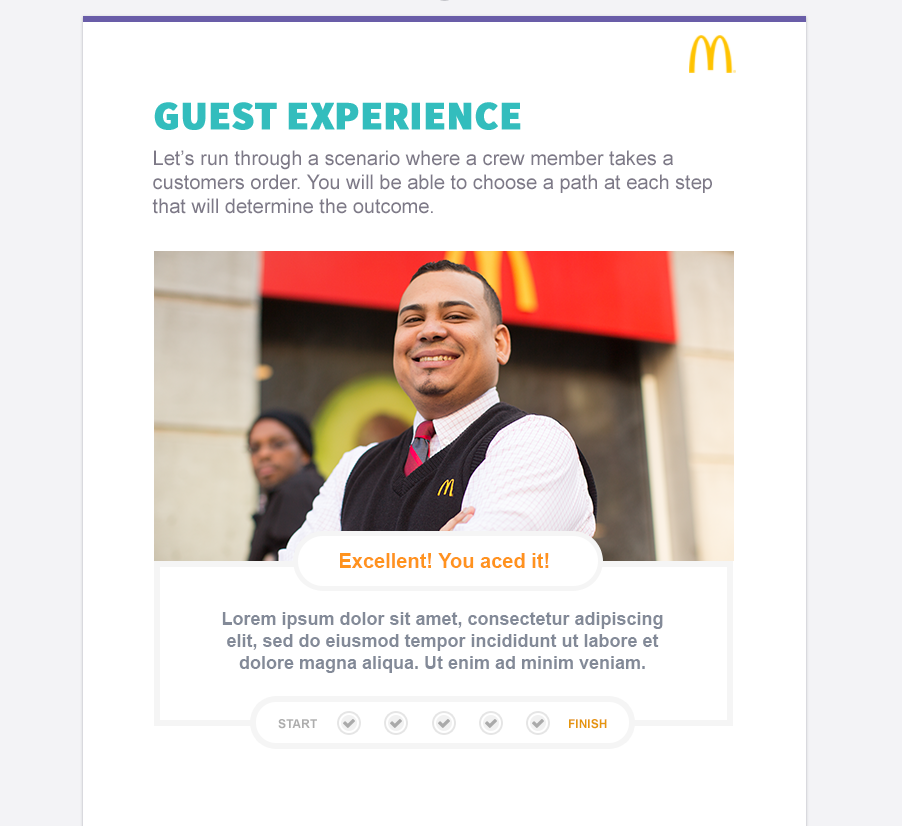 GUEST EXPERIENCE
Let’s run through a scenario where a crew member takes a
customers order. You will be able to choose a path at each step
that will determine the outcome.
Excellent! You aced it!
Lorem ipsum dolor sit amet, consectetur adipiscing
elit, sed do eiusmod tempor incididunt ut labore et
dolore magna aliqua. Ut enim ad minim veniam.
START FINISH